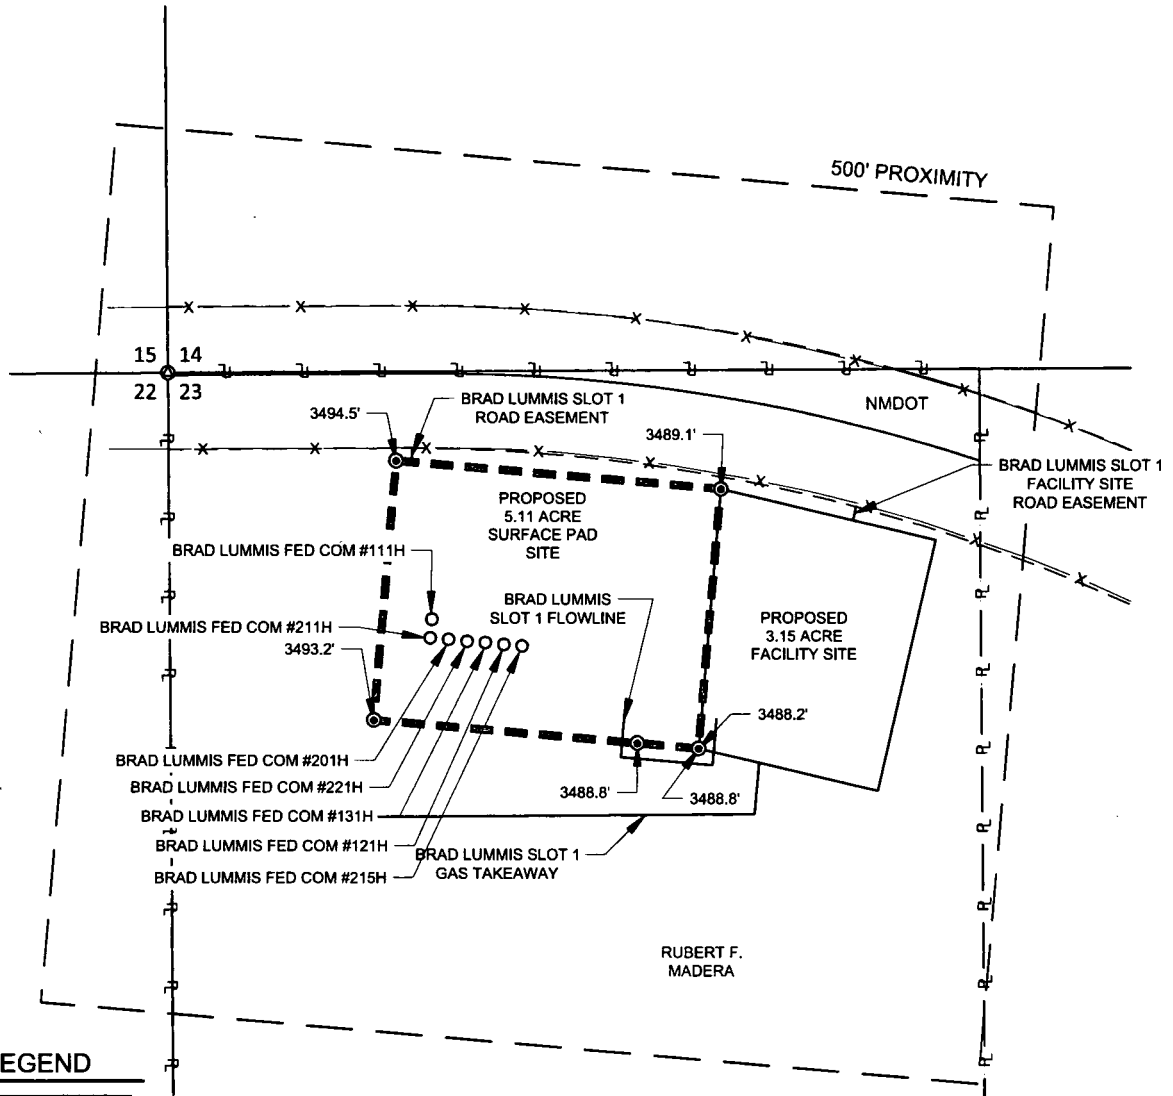 500' PROXIMITY
15 14
22 23
NMDOT
3494.5'
BRAD LUMMIS SLOT 1
ROAD EASEMENT
3489.1'
BRAD LUMMIS SLOT 1
FACILITY SITE
ROAD EASEMENT
PROPOSED
5.11 ACRE
SURFACE PAD
SITE
BRAD LUMMIS FED COM #111H
BRAD LUMMIS
SLOT 1 FLOWLINE
PROPOSED
3.15 ACRE
FACILITY SITE
BRAD LUMMIS FED COM #211H
3493.2'
3488.2'
BRAD LUMMIS FED COM #201H
BRAD LUMMIS FED COM #221H
3488.8'
3488.8'
BRAD LUMMIS FED COM #131H
BRAD LUMMIS FED COM #121H
BRAD LUMMIS SLOT 1
GAS TAKEAWAY
BRAD LUMMIS FED COM #215H
RUBERT F.
MADERA
EGEND